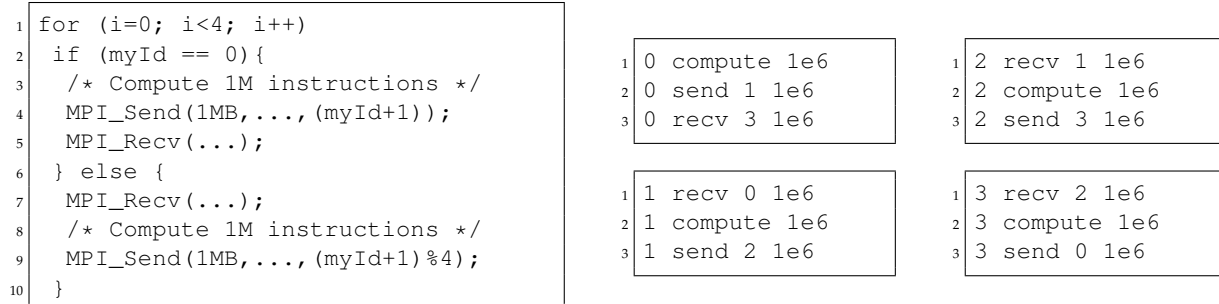 1 for (i=0; i<4; i++)
2  if (myId == 0){
3   /* Compute 1M instructions */
4   MPI_Send(1MB,...,(myId+1));
5   MPI_Recv(...);
6  } else {
7   MPI_Recv(...);
8   /* Compute 1M instructions */
9   MPI_Send(1MB,...,(myId+1)%4);
10  }
1 0 compute 1e6
2 0 send 1 1e6
3 0 recv 3 1e6
1 2 recv 1 1e6
2 2 compute 1e6
3 2 send 3 1e6
1 1 recv 0 1e6
2 1 compute 1e6
3 1 send 2 1e6
1 3 recv 2 1e6
2 3 compute 1e6
3 3 send 0 1e6